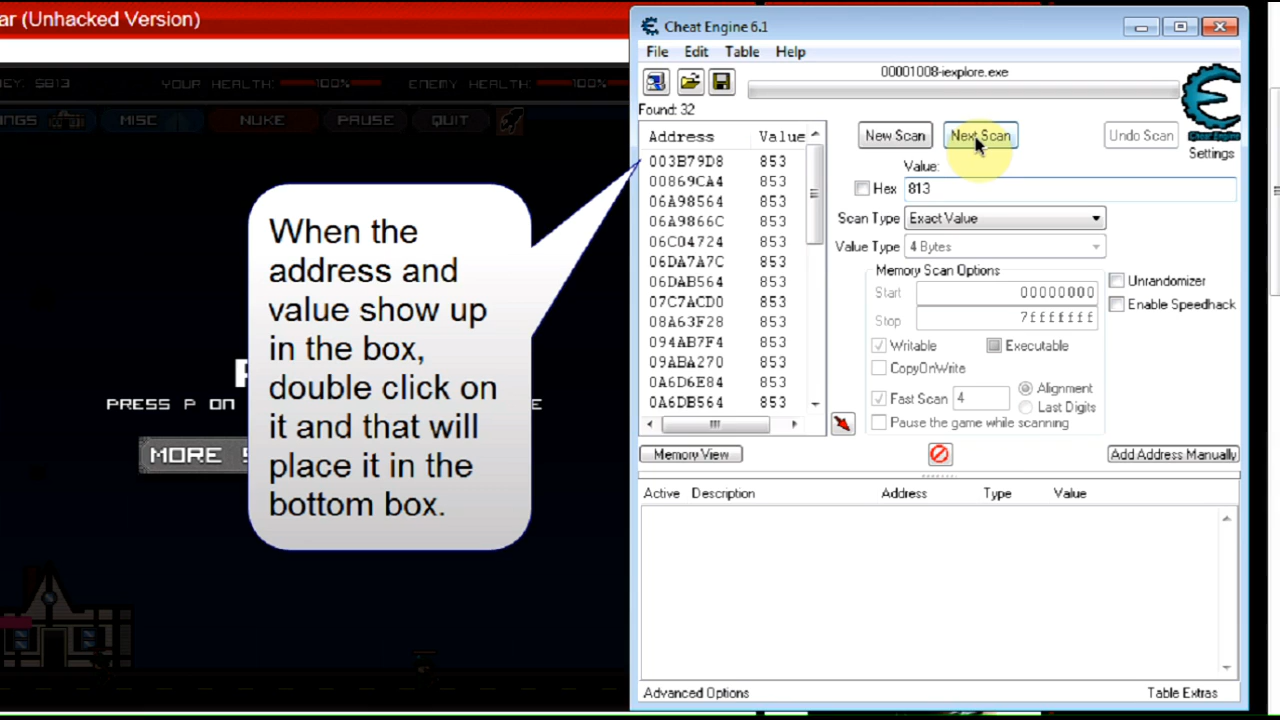 ar (Unhacked Version)
EY: $813
YOUR HEALTH: 100%
ENEMY HEALTH: 100%
NGS
MISC
NUKE
PAUSE
QUIT
PRESS P ON
E
MORE
When the
address and
value show up
in the box,
double click on
it and that will
place it in the
bottom box.
Cheat Engine 6.1
File Edit Table Help
00001008-iexplore.exe
Found: 32
Address Value
003B79D8 853
00869CA4 853
06A98564 853
06A9866C 853
06C04724 853
06DA7A7C 853
06DAB564 853
07C7ACD0 853
08A63F28 853
094AB7F4 853
09ABA270 853
0A6D6E84 853
0A6DB564 853
New Scan Next Scan Undo Scan
Cheat Engine
Settings
Value:
Hex 813
Scan Type Exact Value
Value Type 4 Bytes
Memory Scan Options
Start 00000000
Stop 7fffffff
Writable Executable
CopyOnWrite
Fast Scan 4 Alignment
Last Digits
Pause the game while scanning
Unrandomizer
Enable Speedhack
Memory View Add Address Manually
Active Description Address Type Value
Advanced Options Table Extras